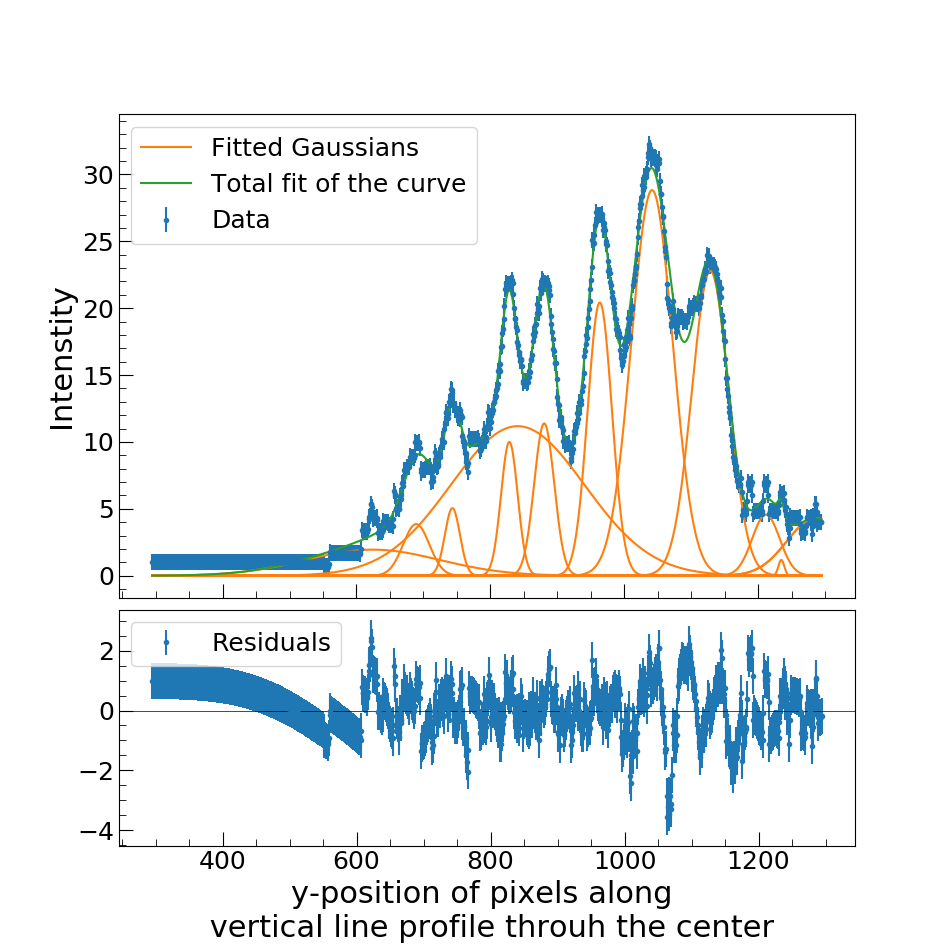 Fitted Gaussians
Total fit of the curve
Data
Intenstity
30
25
20
15
10
5
0
Residuals
2
0
−2
−4
400 600 800 1000 1200
y-position of pixels along
vertical line profile throuh the center